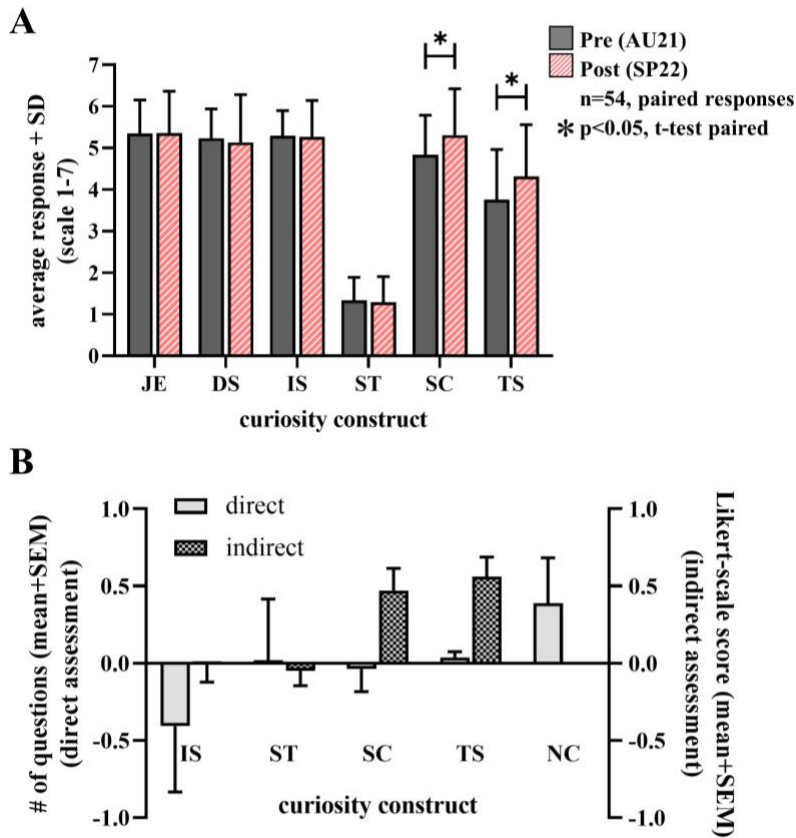 A
Pre (AU21)
Post (SP22)
n=54, paired responses
* p<0.05, t-test paired
*
*
average response + SD
(scale 1-7)
7
6
5
4
3
2
1
0
JE DS IS ST SC TS
curiosity construct
B
direct
indirect
# of questions (mean+SEM)
(direct assessment)
1.0
0.5
0.0
-0.5
-1.0
IS ST SC TS NC
curiosity construct
1.0
0.5
0.0
-0.5
-1.0
Likert-scale score (mean+SEM)
(indirect assessment)